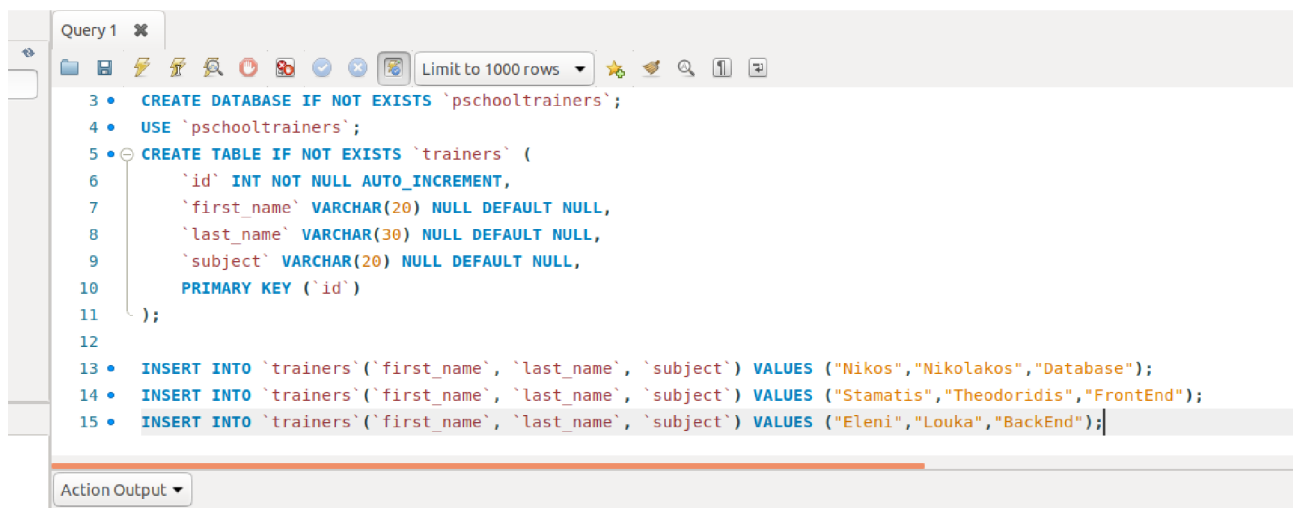 Query 1
Limit to 1000 rows
3 CREATE DATABASE IF NOT EXISTS `pschooltrainers`;
4 USE `pschooltrainers`;
5 CREATE TABLE IF NOT EXISTS `trainers` (
6 `id` INT NOT NULL AUTO_INCREMENT,
7 `first_name` VARCHAR(20) NULL DEFAULT NULL,
8 `last_name` VARCHAR(30) NULL DEFAULT NULL,
9 `subject` VARCHAR(20) NULL DEFAULT NULL,
10 PRIMARY KEY (`id`)
11 );
12
13 INSERT INTO `trainers`(`first_name`, `last_name`, `subject`) VALUES ("Nikos","Nikolakos","Database");
14 INSERT INTO `trainers`(`first_name`, `last_name`, `subject`) VALUES ("Stamatis","Theodoridis","FrontEnd");
15 INSERT INTO `trainers`(`first_name`, `last_name`, `subject`) VALUES ("Eleni","Louka","BackEnd");
Action Output